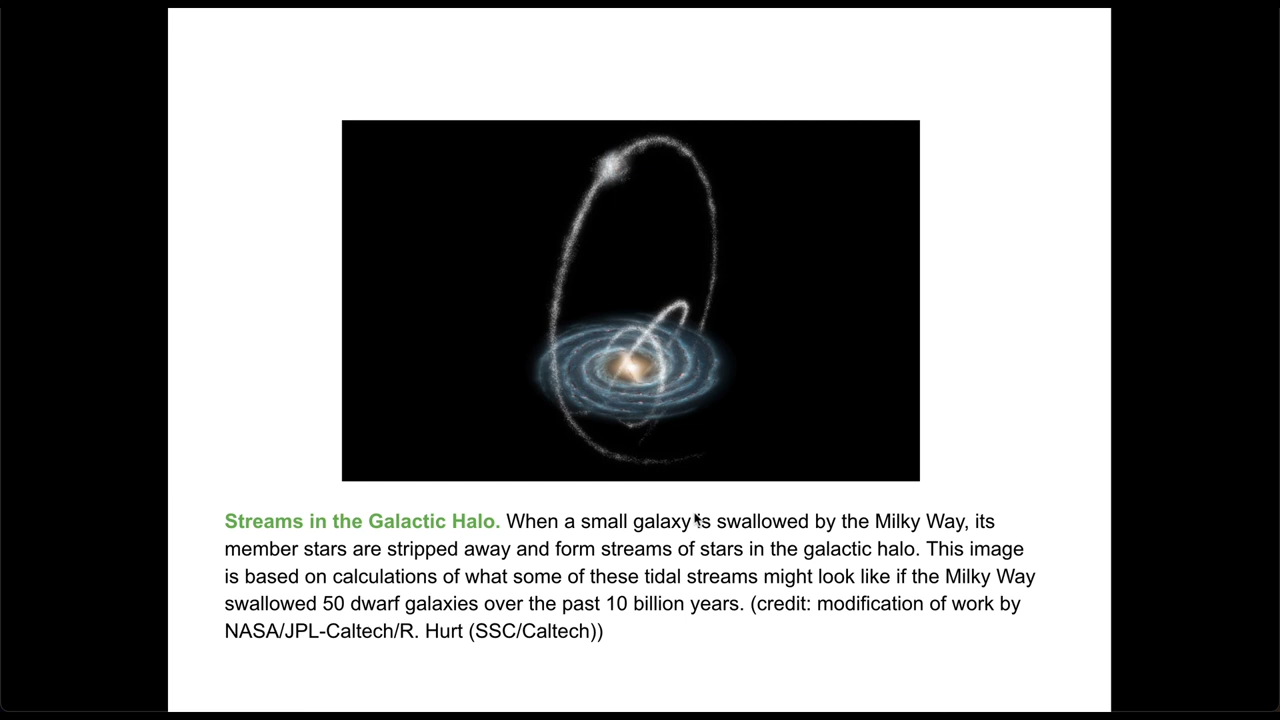 Streams in the Galactic Halo. When a small galaxy is swallowed by the Milky Way, its
member stars are stripped away and form streams of stars in the galactic halo. This image
is based on calculations of what some of these tidal streams might look like if the Milky Way
swallowed 50 dwarf galaxies over the past 10 billion years. (credit: modification of work by
NASA/JPL-Caltech/R. Hurt (SSC/Caltech))